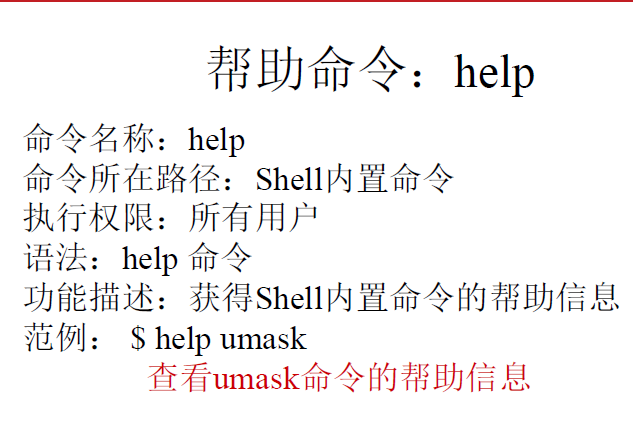 帮助命令：help
命令名称：help
命令所在路径：Shell内置命令
执行权限：所有用户
语法：help 命令
功能描述：获得Shell内置命令的帮助信息
范例： $ help umask
查看umask命令的帮助信息